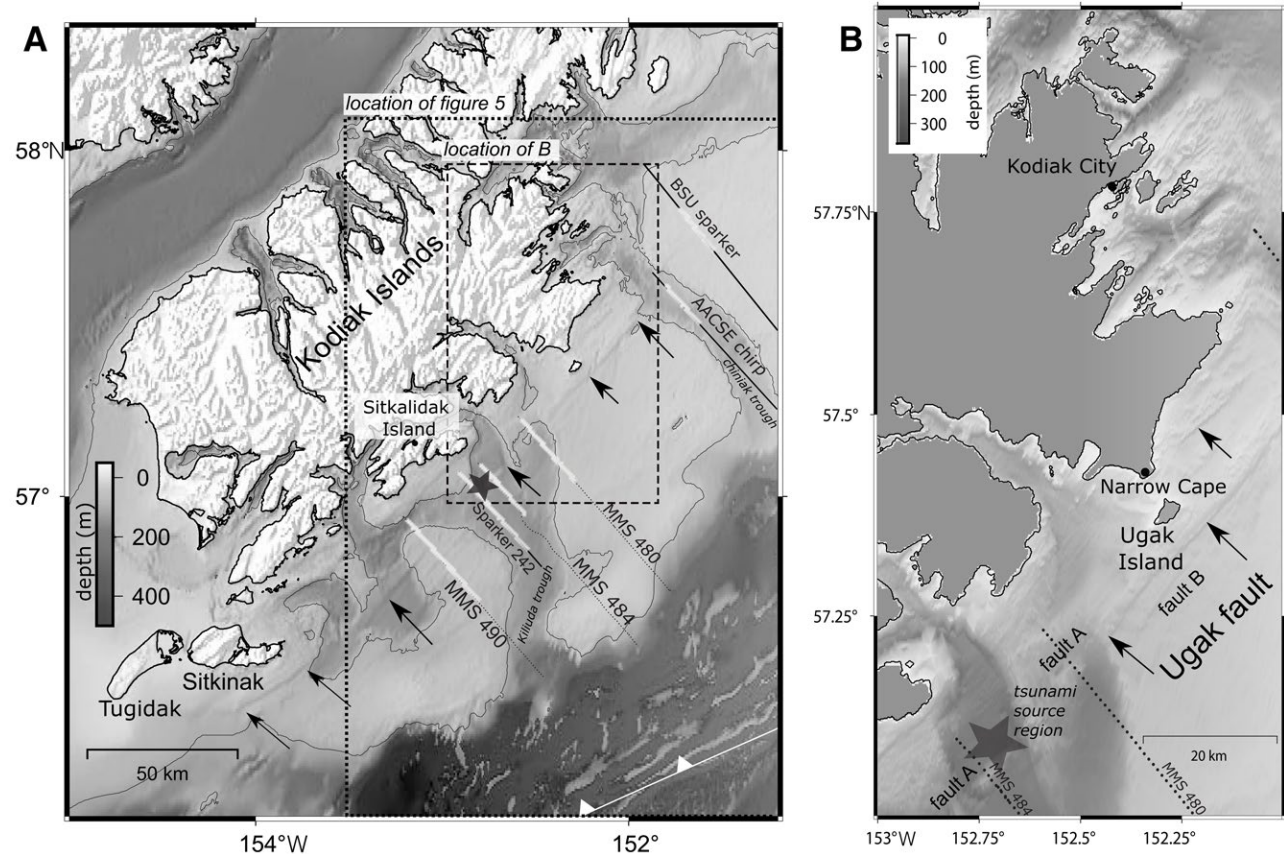 A
location of figure 5
58°N
location of B
BSU sparker
Kodiak Islands
AACSE chirp
chiniak trough
Sitkalidak
Island
57°
0
200
400
depth (m)
Sparker 242
MMS 480
MMS 484
MMS 490
Kiliuda trough
Sitkinak
Tugidak
50 km
154°W
152°
B
0
100
200
300
depth (m)
Kodiak City
57.75°N
57.5°
Narrow Cape
Ugak
Island
fault B
57.25°
Ugak fault
fault A
tsunami
source
region
20 km
fault A
MMS 484
MMS 480
153°W
152.75°
152.5°
152.25°